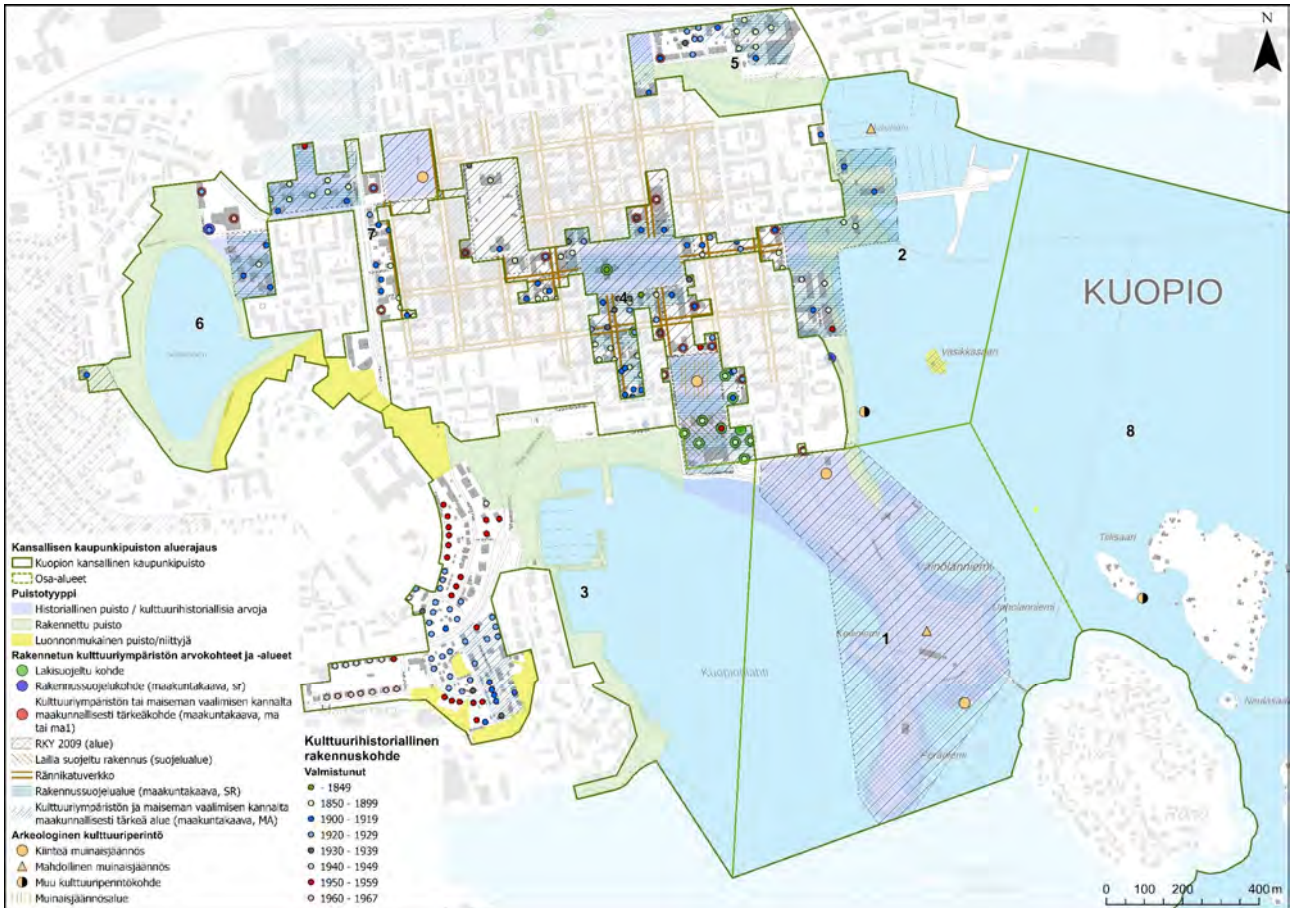 N
5
2
KUOPIO
7
4
6
Vasikkasaari
8
3
Väinölanniemi
1
Kuopionlahti
Kansallisen kaupunkipuiston aluerajaus
Kuopion kansallinen kaupunkipuisto
Osa-alueet
Puistotyyppi
Historiallinen puisto / kulttuurihistoriallisia arvoja
Rakennettu puisto
Luonnonmukainen puisto/niittyjä
Rakennetun kulttuuriympäristön arvokohteet ja -alueet
Lakisuojeltu kohde
Rakennussuojelukohde (maakuntakaava, sr)
Kulttuuriympäristön tai maiseman vaalimisen kannalta
maakunnallisesti tärkeäkohde (maakuntakaava, ma
tai ma1)
RKY 2009 (alue)
Lailla suojeltu rakennus (suojelualue)
Rännikatuverkko
Rakennussuojelualue (maakuntakaava, SR)
Kulttuuriympäristön ja maiseman vaalimisen kannalta
maakunnallisesti tärkeä alue (maakuntakaava, MA)
Arkeologinen kulttuuriperintö
Kiinteä muinaisjäännös
Mahdollinen muinaisjäännös
Muu kulttuuriperintökohde
Muinaisjäännösalue
Kulttuurihistoriallinen
rakennuskohde
Valmistunut
- 1849
1850 - 1899
1900 - 1919
1920 - 1929
1930 - 1939
1940 - 1949
1950 - 1959
1960 - 1967
0 100 200 400 m